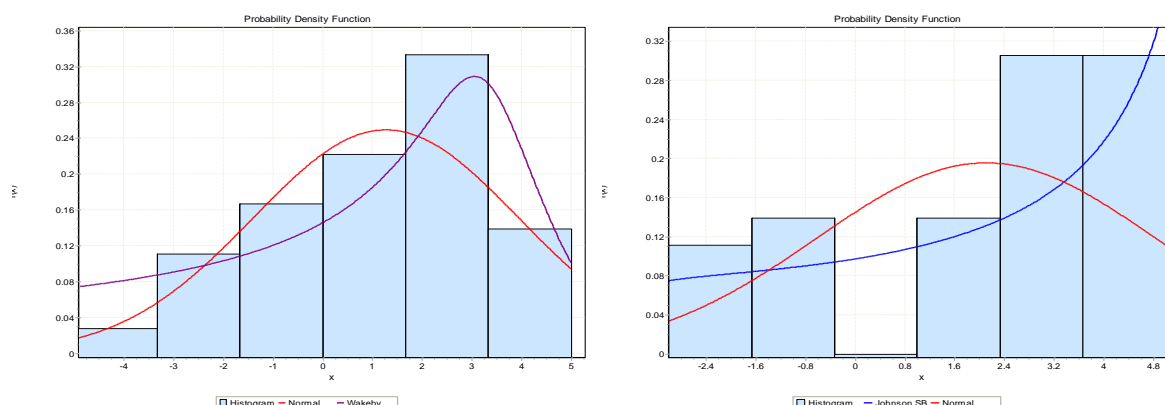 Probability Density Function
0.36
0.32
0.28
0.24
0.2
0.16
0.12
0.08
0.04
0
-4 -3 -2 -1 0 1 2 3 4 5
x
Histogram Normal Wakeby
Probability Density Function
0.32
0.28
0.24
0.2
0.16
0.12
0.08
0.04
0
-2.4 -1.6 -0.8 0 0.8 1.6 2.4 3.2 4 4.8
x
Histogram Johnson SB Normal